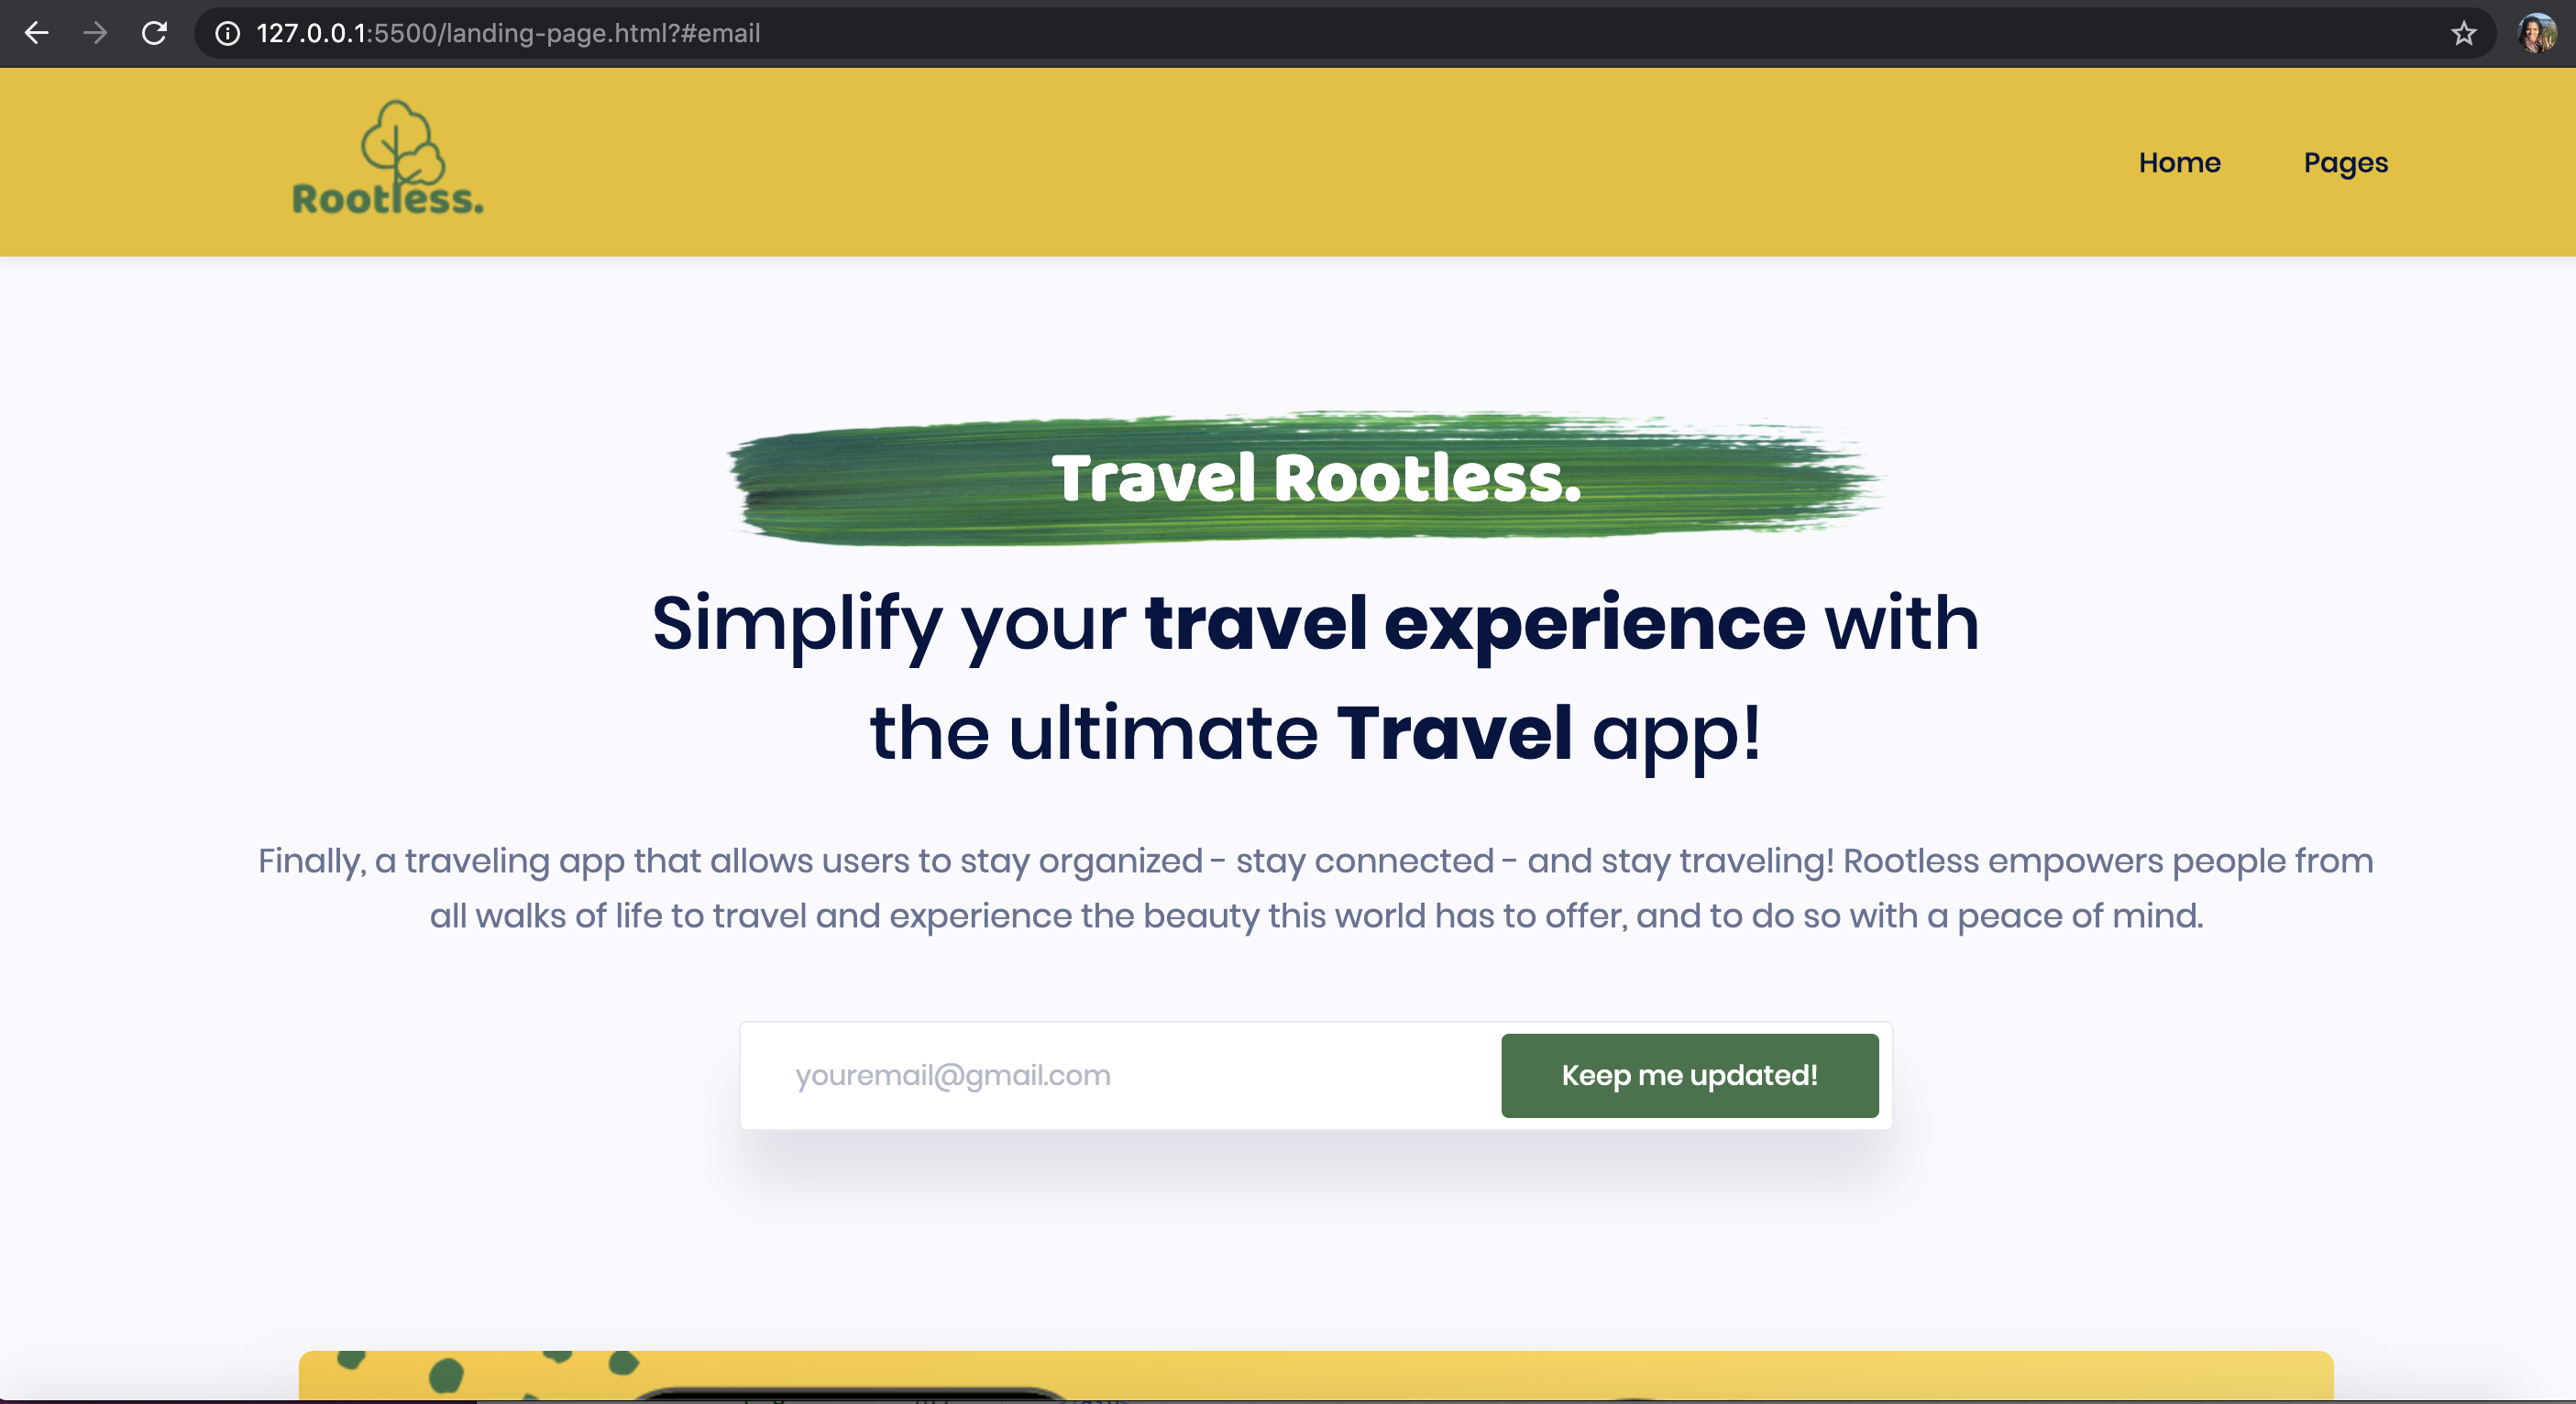 127.0.0.1:5500/landing-page.html?#email
Rootless.
Home Pages
Travel Rootless.
Simplify your travel experience with
the ultimate Travel app!
Finally, a traveling app that allows users to stay organized - stay connected - and stay traveling! Rootless empowers people from
all walks of life to travel and experience the beauty this world has to offer, and to do so with a peace of mind.
youremail@gmail.com
Keep me updated!